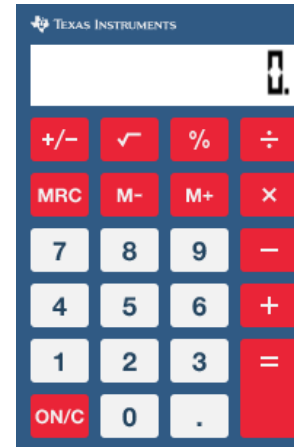 TEXAS INSTRUMENTS
0.
+/- √ % ÷
MRC M- M+ ×
7 8 9 −
4 5 6 +
1 2 3 =
ON/C 0 .